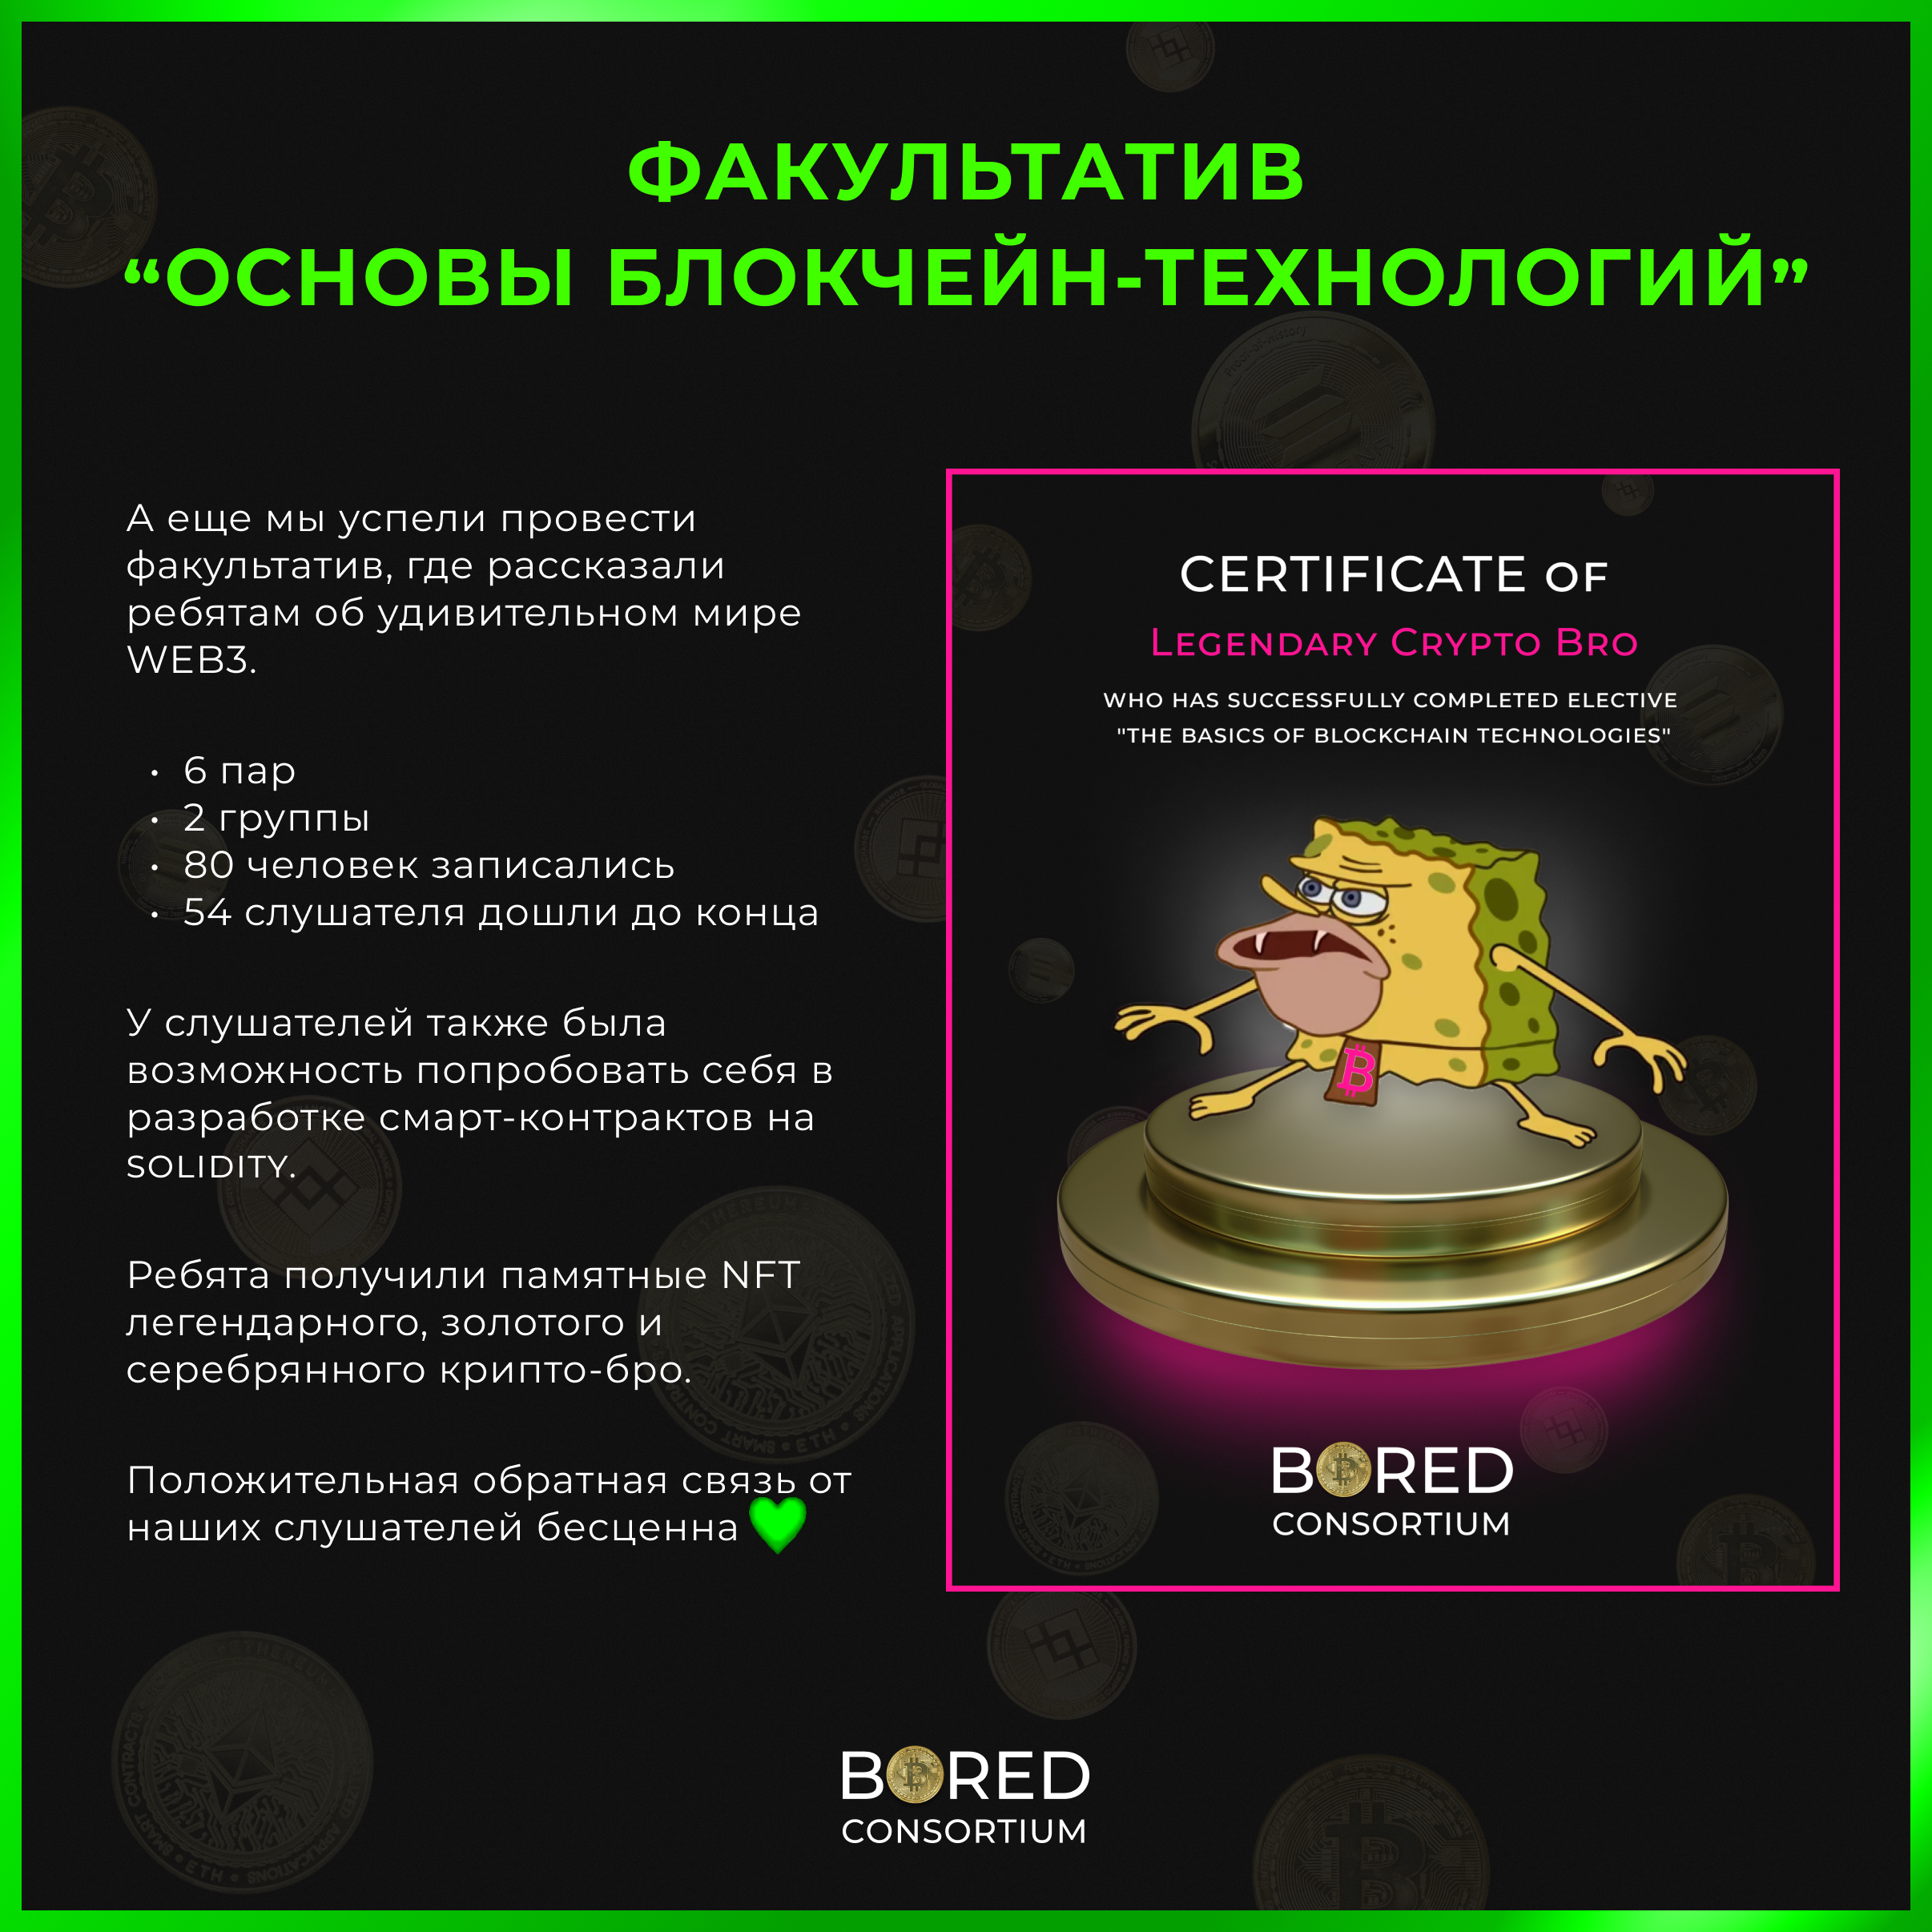 ФАКУЛЬТАТИВ
“ОСНОВЫ БЛОКЧЕЙН-ТЕХНОЛОГИЙ”
А еще мы успели провести
факультатив, где рассказали
ребятам об удивительном мире
WEB3.
• 6 пар
• 2 группы
• 80 человек записались
• 54 слушателя дошли до конца
У слушателей также была
возможность попробовать себя в
разработке смарт-контрактов на
SOLIDITY.
Ребята получили памятные NFT
легендарного, золотого и
серебрянного крипто-бро.
Положительная обратная связь от
наших слушателей бесценна
CERTIFICATE OF
LEGENDARY CRYPTO BRO
WHO HAS SUCCESSFULLY COMPLETED ELECTIVE
"THE BASICS OF BLOCKCHAIN TECHNOLOGIES"
BORED
CONSORTIUM
BORED
CONSORTIUM